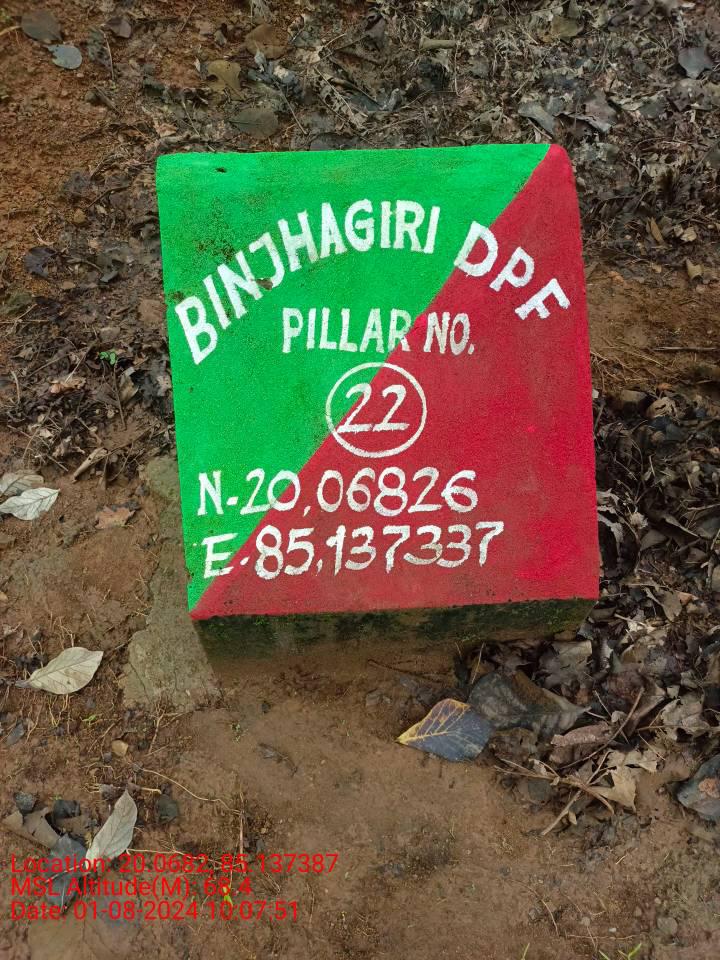 BINJHAGIRI DPF
PILLAR NO.
22
N-20,06826
E-85,137337
Location: 20.0682, 85.137387
MSL Altitude(M): 68.4
Date: 01-08-2024 10:07:51